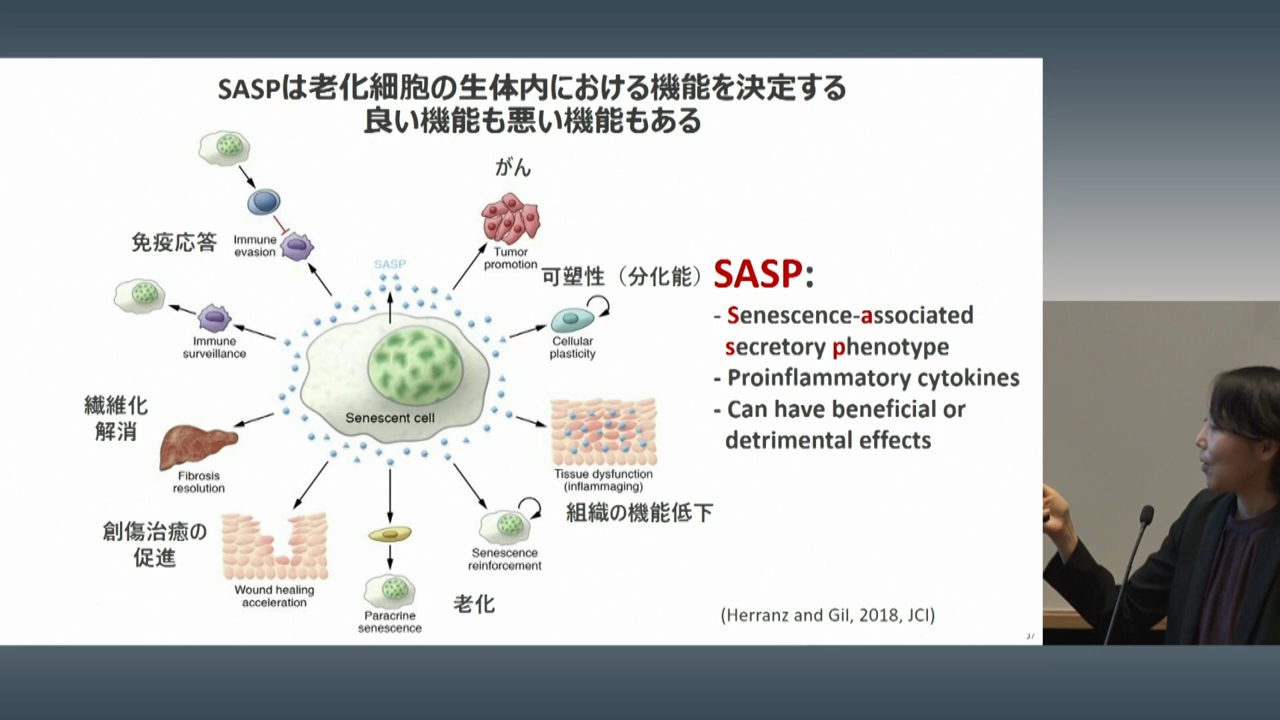 SASPは老化細胞の生体内における機能を決定する
良い機能も悪い機能もある
がん
Tumor
promotion
免疫応答
Immune
evasion
SASP
可塑性（分化能）
Cellular
plasticity
Immune
surveillance
Senescent cell
繊維化
解消
Fibrosis
resolution
Tissue dysfunction
(inflammaging)
組織の機能低下
創傷治癒の
促進
Wound healing
acceleration
Senescence
reinforcement
Paracrine
senescence
老化
SASP:
- Senescence-associated
secretory phenotype
- Proinflammatory cytokines
- Can have beneficial or
detrimental effects
(Herranz and Gil, 2018, JCI)